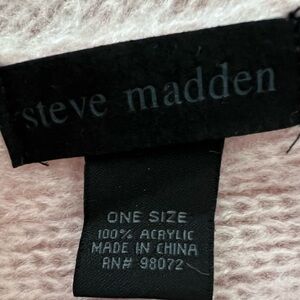 steve madden
ONE SIZE
100% ACRYLIC
MADE IN CHINA
RN# 98072